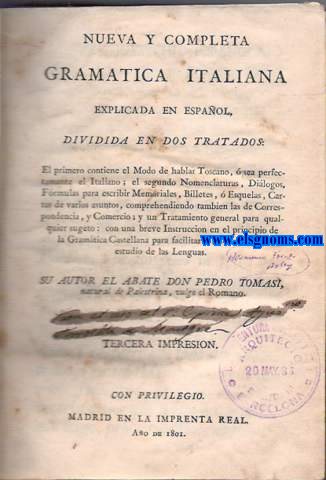 NUEVA Y COMPLETA
GRAMATICA ITALIANA
EXPLICADA EN ESPAÑOL,
DIVIDIDA EN DOS TRATADOS:
El primero contiene el Modo de hablar Toscano, ó sea perfec-
tamente el Italiano; el segundo Nomenclaturas, Diálogos,
Fórmulas para escribir Memoriales, Billetes, ó Esquelas, Car-
tas de varios asuntos, comprehendiendo tambien las de Corres-
pondencia, y Comercio; y un Tratamiento general para qual-
quier sugeto: con una breve Instruccion en el principio de
la Gramática Castellana para facilitar
estudio de las Lenguas.
www.elsgnoms.com
SU AUTOR EL ABATE DON PEDRO TOMASI,
natural de Palestrina, vulgo el Romano.
TERCERA IMPRESION.
ARQUITEC
20 MAY.
CELONA
CON PRIVILEGIO.
MADRID EN LA IMPRENTA REAL.
AÑO DE 1801.